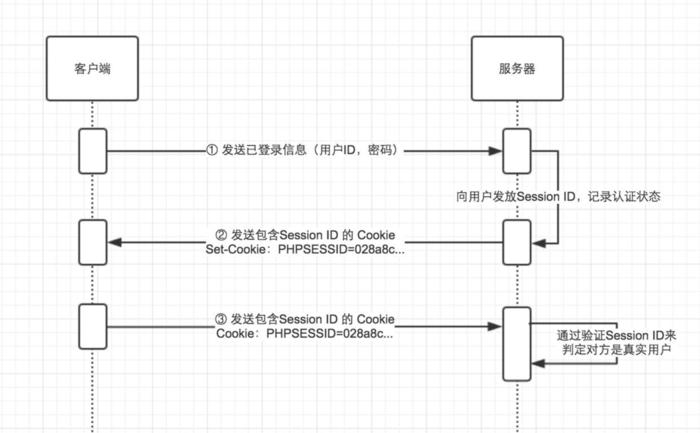 客户端
服务器
① 发送已登录信息（用户ID，密码）
向用户发放Session ID，记录认证状态
② 发送包含Session ID 的 Cookie
Set-Cookie：PHPSESSID=028a8c...
③ 发送包含Session ID 的 Cookie
Cookie：PHPSESSID=028a8c...
通过验证Session ID来
判定对方是真实用户